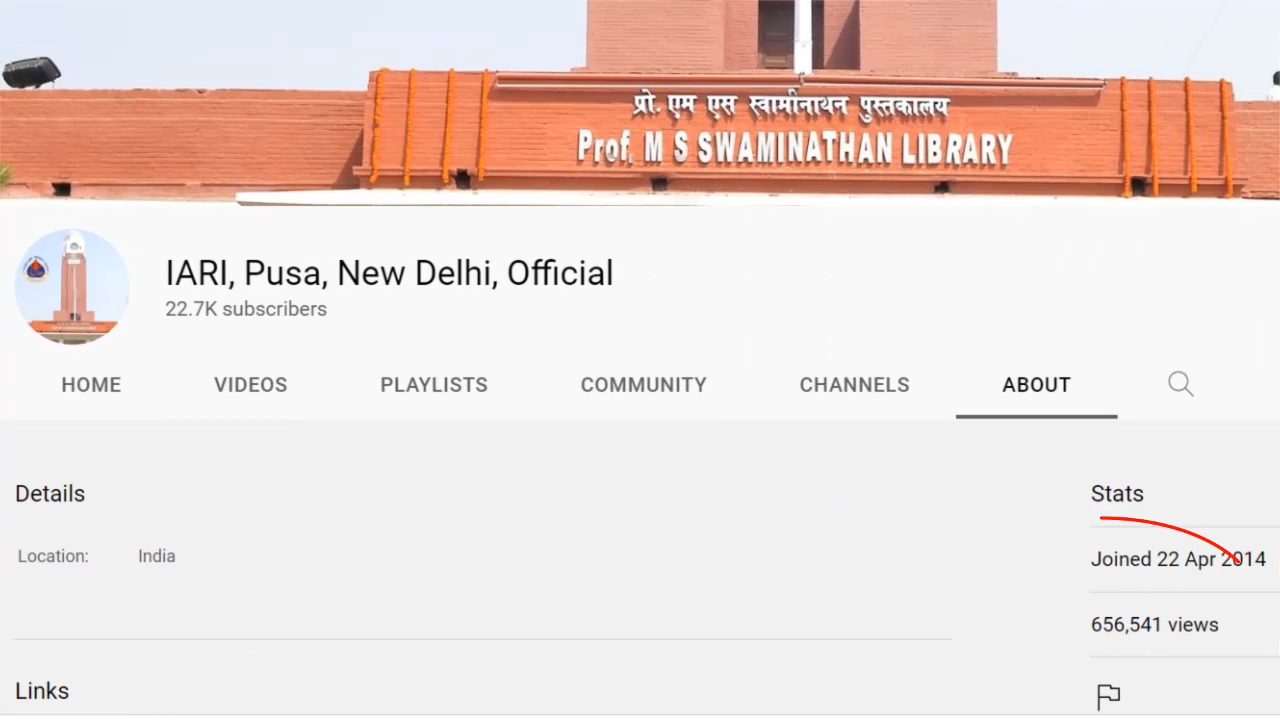 प्रो. एम एस स्वामीनाथन पुस्तकालय
Prof. M S SWAMINATHAN LIBRARY
IARI, Pusa, New Delhi, Official
22.7K subscribers
HOME VIDEOS PLAYLISTS COMMUNITY CHANNELS ABOUT
Details
Location: India
Links
Stats
Joined 22 Apr 2014
656,541 views